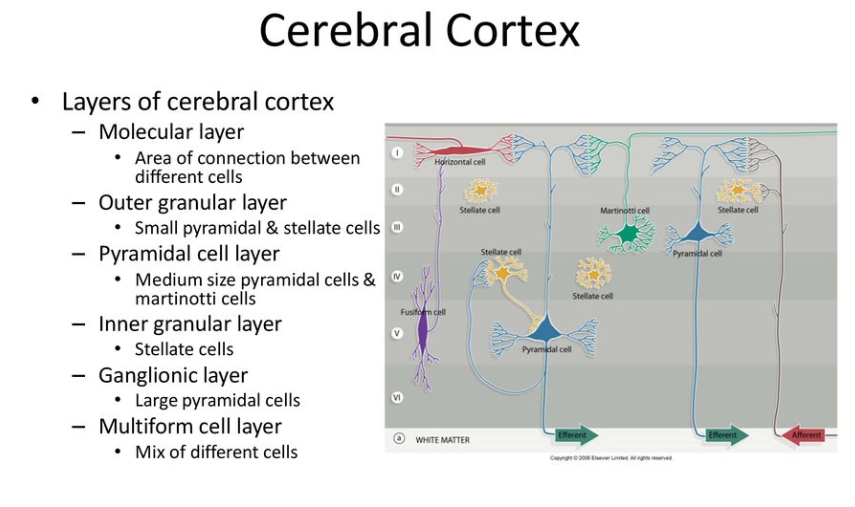 Cerebral Cortex
• Layers of cerebral cortex
– Molecular layer
• Area of connection between
different cells
– Outer granular layer
• Small pyramidal & stellate cells
– Pyramidal cell layer
• Medium size pyramidal cells &
martinotti cells
– Inner granular layer
• Stellate cells
– Ganglionic layer
• Large pyramidal cells
– Multiform cell layer
• Mix of different cells
I
Horizontal cell
II
Stellate cell
Martinotti cell
Stellate cell
III
Stellate cell
Pyramidal cell
IV
Stellate cell
Fusiform cell
V
Pyramidal cell
VI
a WHITE MATTER
Efferent
Efferent
Afferent
Copyright © 2006 Elsevier Limited. All rights reserved.